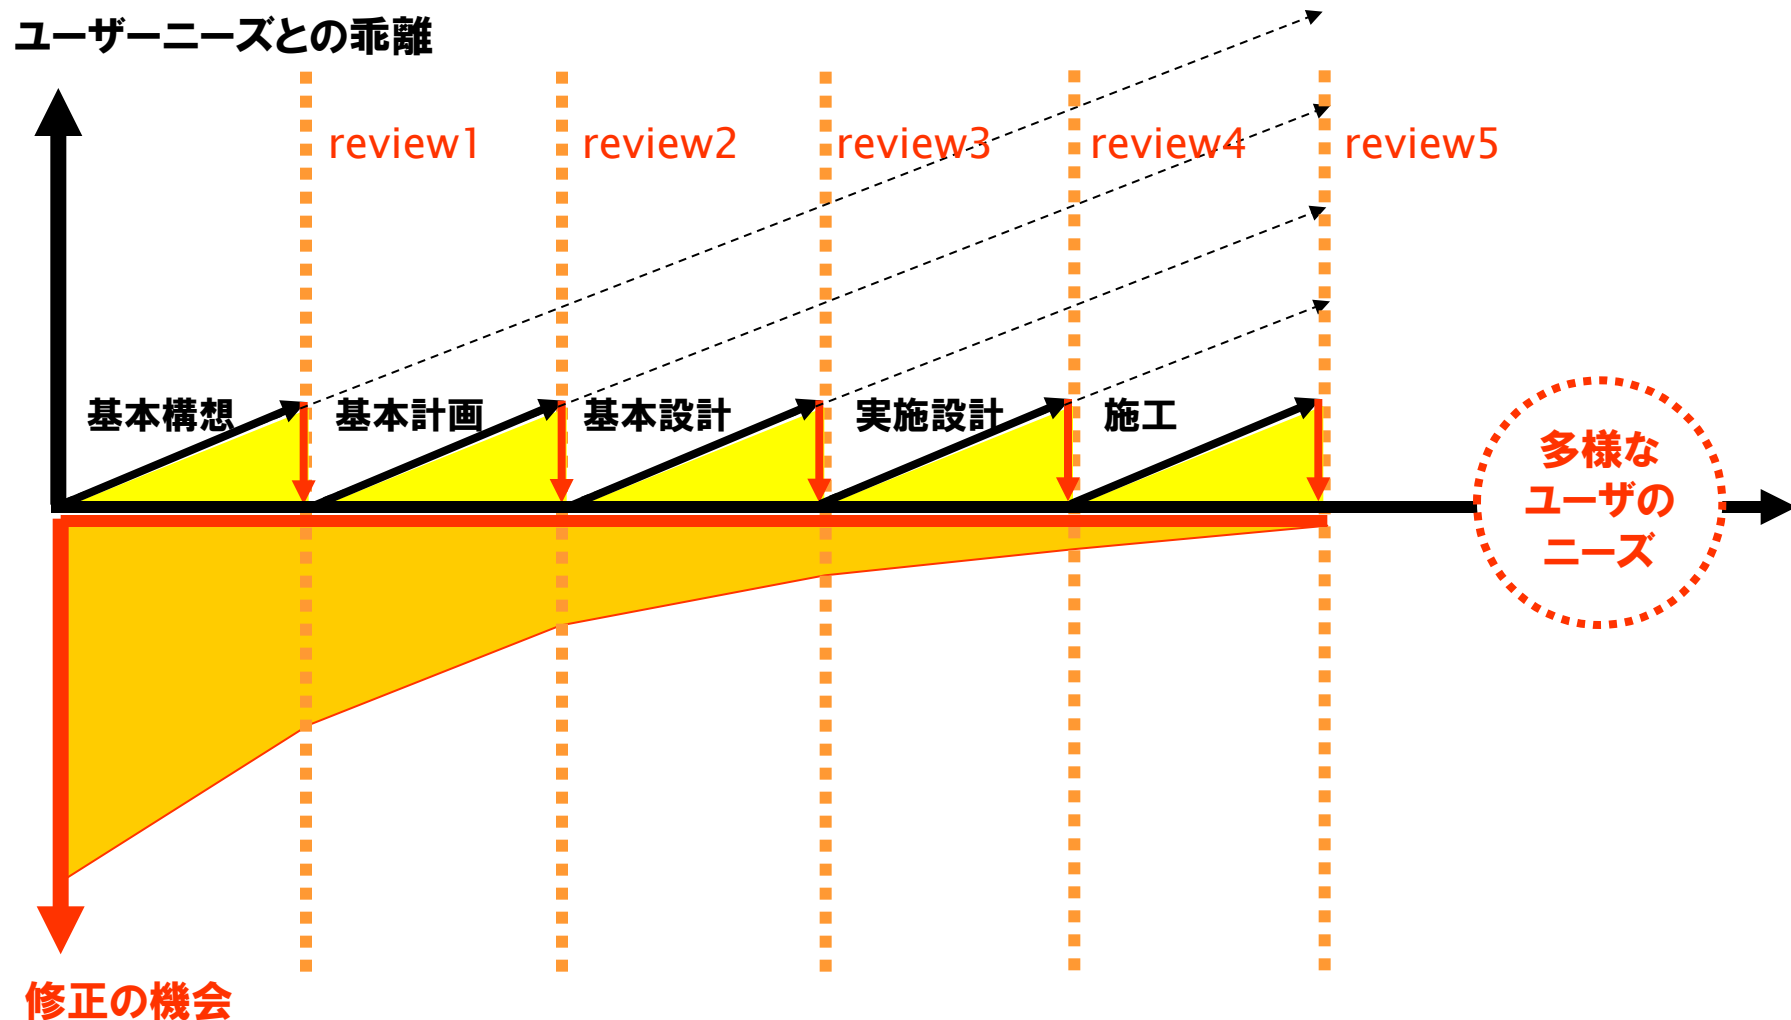 ユーザーニーズとの乖離
review1
review2
review3
review4
review5
基本構想
基本計画
基本設計
実施設計
施工
多様な
ユーザの
ニーズ
修正の機会